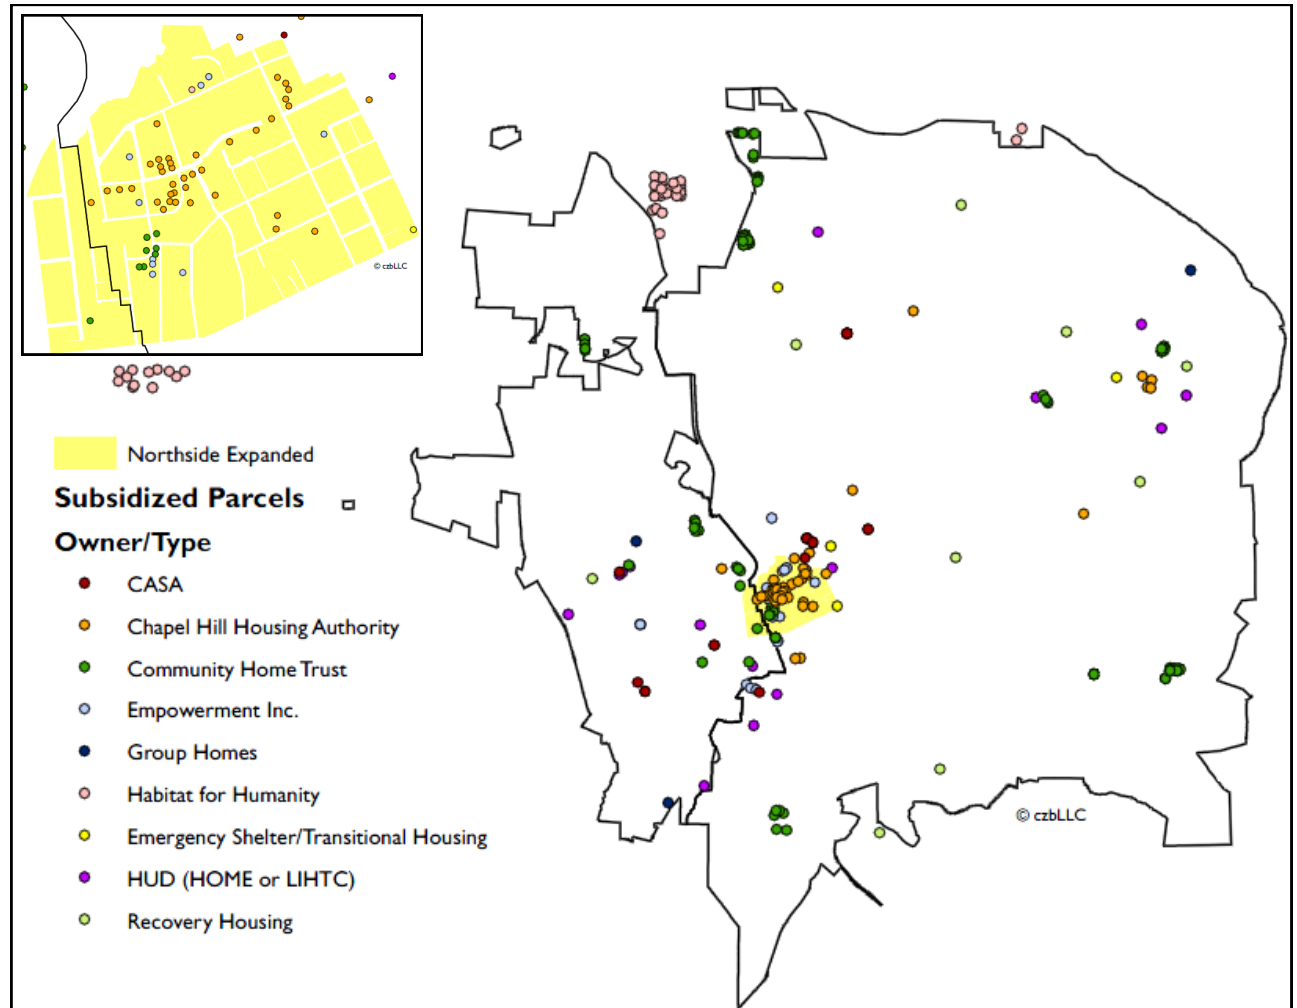 © czbLLC
Northside Expanded
Subsidized Parcels
Owner/Type
CASA
Chapel Hill Housing Authority
Community Home Trust
Empowerment Inc.
Group Homes
Habitat for Humanity
Emergency Shelter/Transitional Housing
HUD (HOME or LIHTC)
Recovery Housing
© czbLLC